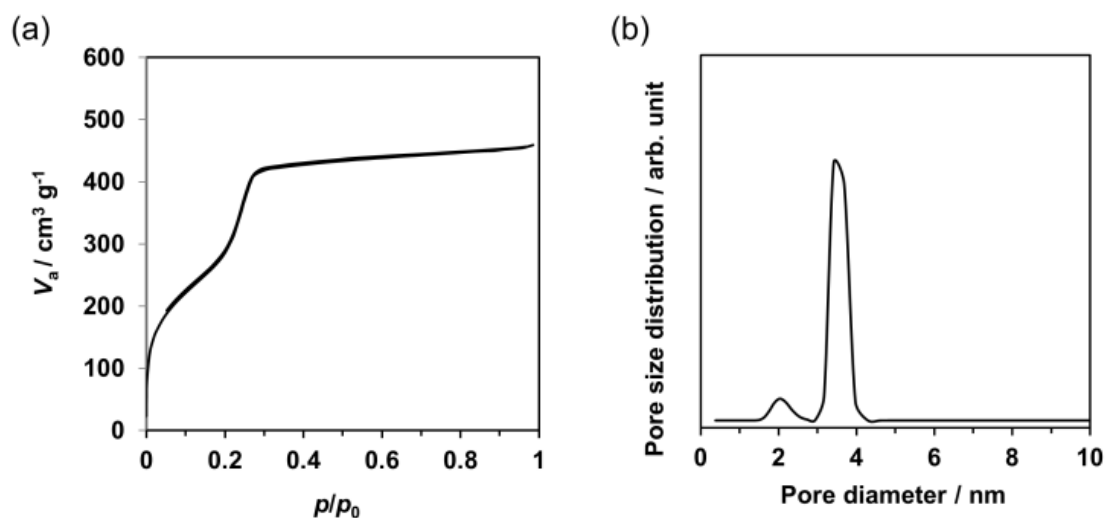 (a)
600
500
400
300
200
100
0
Va / cm³ g⁻¹
0 0.2 0.4 0.6 0.8 1
p/p₀
(b)
Pore size distribution / arb. unit
0 2 4 6 8 10
Pore diameter / nm